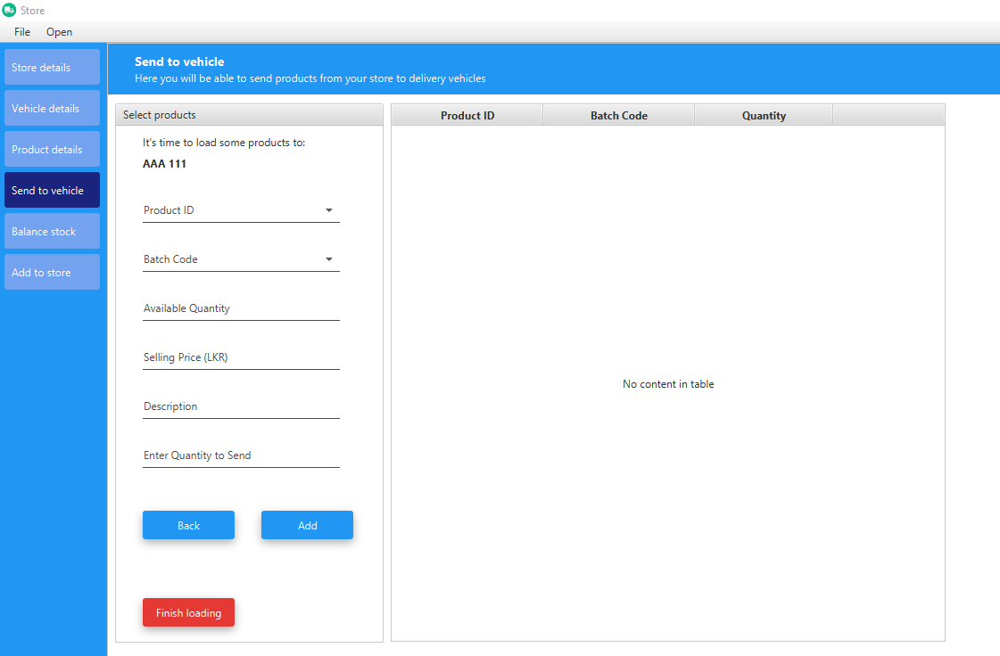 Store
File Open
Store details
Vehicle details
Product details
Send to vehicle
Balance stock
Add to store
Send to vehicle
Here you will be able to send products from your store to delivery vehicles
Select products
It's time to load some products to:
AAA 111
Product ID
Batch Code
Available Quantity
Selling Price (LKR)
Description
Enter Quantity to Send
Back Add
Finish loading
Product ID Batch Code Quantity
No content in table